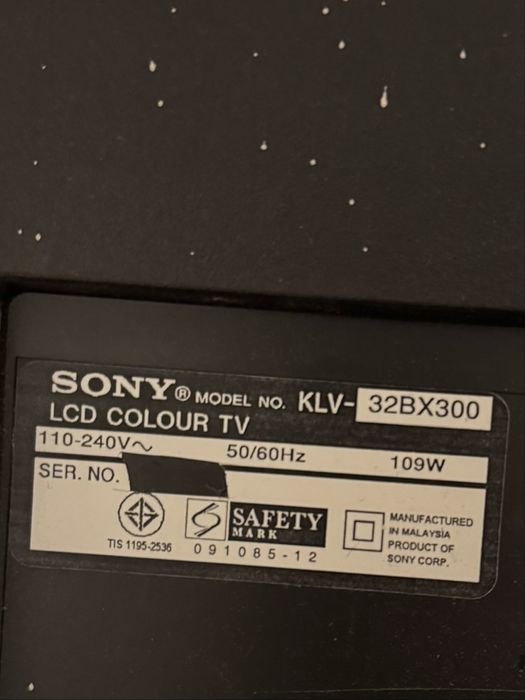 SONY® MODEL NO. KLV-32BX300
LCD COLOUR TV
110-240V~ 50/60Hz 109W
SER. NO.
SAFETY
MARK
TIS 1195-2536
091085-12
MANUFACTURED
IN MALAYSIA
PRODUCT OF
SONY CORP.